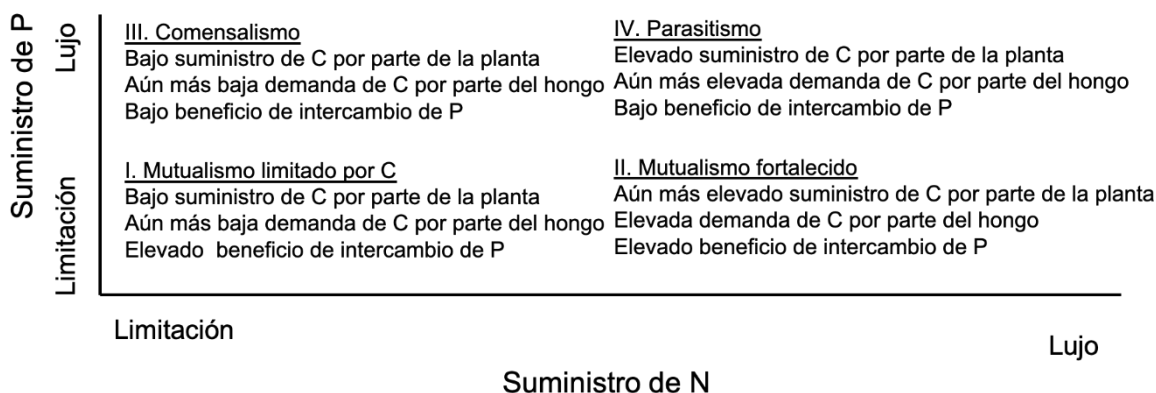 Suministro de P
Lujo
Limitación
III. Comensalismo
Bajo suministro de C por parte de la planta
Aún más baja demanda de C por parte del hongo
Bajo beneficio de intercambio de P
IV. Parasitismo
Elevado suministro de C por parte de la planta
Aún más elevada demanda de C por parte del hongo
Bajo beneficio de intercambio de P
I. Mutualismo limitado por C
Bajo suministro de C por parte de la planta
Aún más baja demanda de C por parte del hongo
Elevado beneficio de intercambio de P
II. Mutualismo fortalecido
Aún más elevado suministro de C por parte de la planta
Elevada demanda de C por parte del hongo
Elevado beneficio de intercambio de P
Limitación
Lujo
Suministro de N